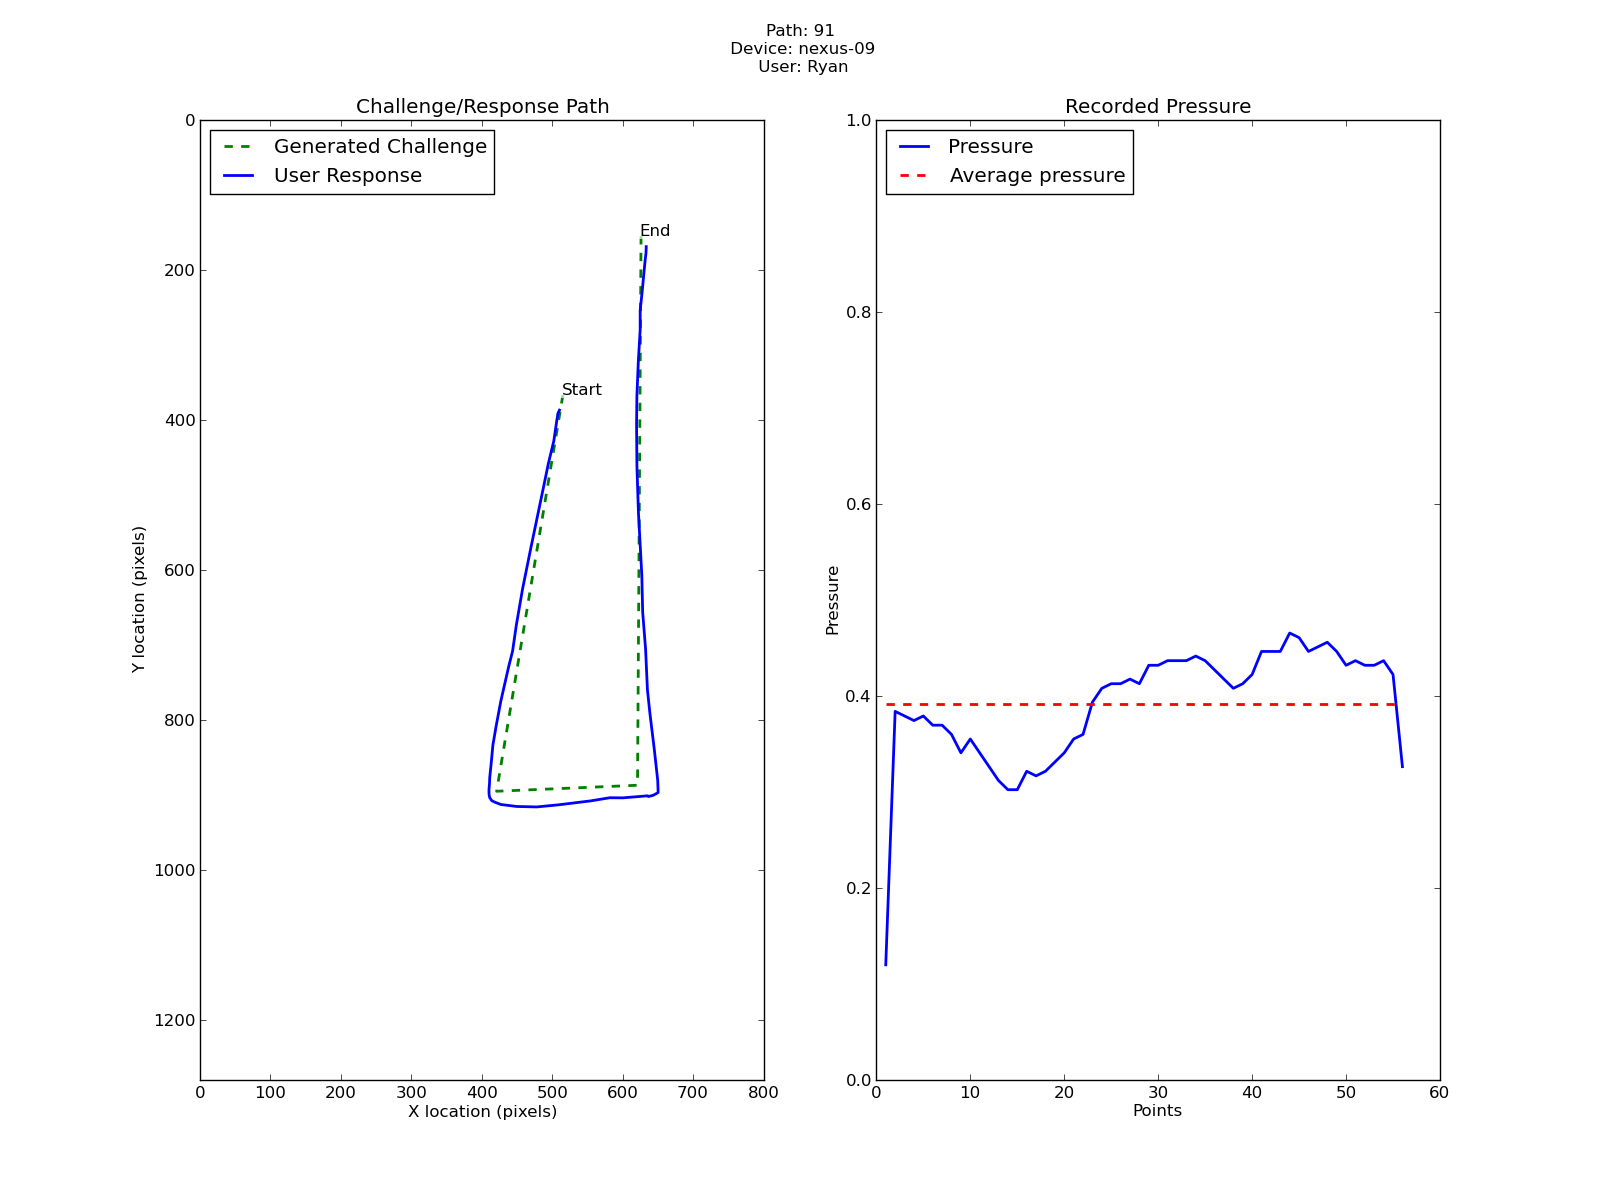 Path: 91
Device: nexus-09
User: Ryan
Challenge/Response Path
Generated Challenge
User Response
End
Start
0
200
400
600
800
1000
1200
Y location (pixels)
0 100 200 300 400 500 600 700 800
X location (pixels)
Recorded Pressure
Pressure
Average pressure
1.0
0.8
0.6
0.4
0.2
0.0
Pressure
0 10 20 30 40 50 60
Points